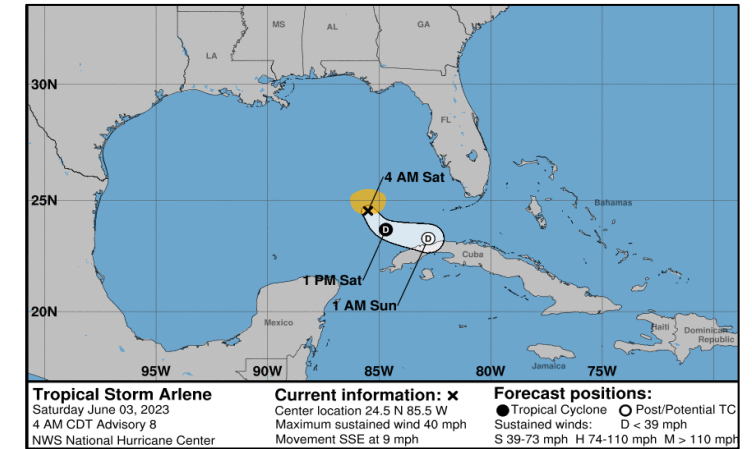 MS
AL
GA
LA
30N
FL
4 AM Sat
25N
Bahamas
D
D
Cuba
1 PM Sat
1 AM Sun
20N
Mexico
Haiti
Dominican
Republic
Jamaica
95W 90W 85W 80W 75W
Tropical Storm Arlene
Saturday June 03, 2023
4 AM CDT Advisory 8
NWS National Hurricane Center
Current information: ×
Center location 24.5 N 85.5 W
Maximum sustained wind 40 mph
Movement SSE at 9 mph
Forecast positions:
● Tropical Cyclone ○ Post/Potential TC
Sustained winds: D < 39 mph
S 39-73 mph H 74-110 mph M > 110 mph